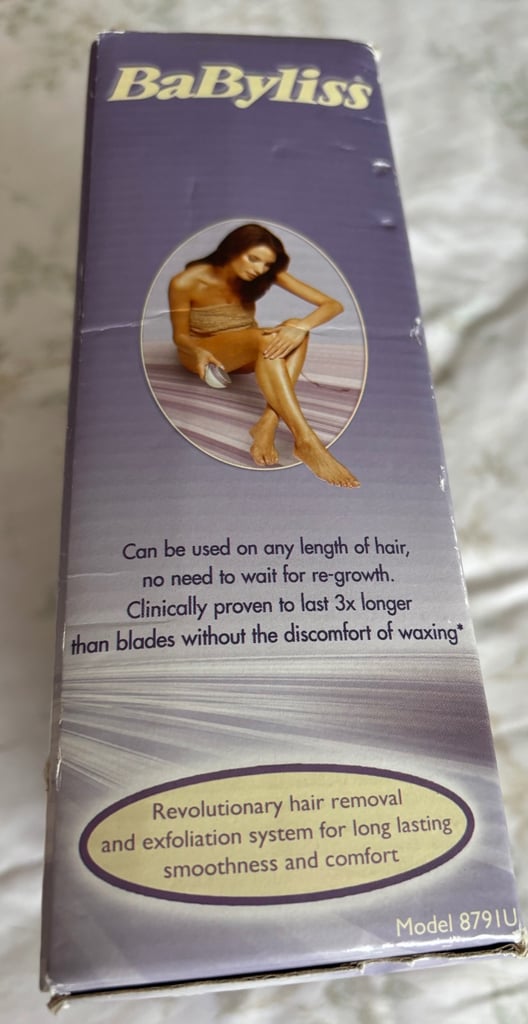 BaByliss
Can be used on any length of hair,
no need to wait for re-growth.
Clinically proven to last 3x longer
than blades without the discomfort of waxing*
Revolutionary hair removal
and exfoliation system for long lasting
smoothness and comfort
Model 8791U